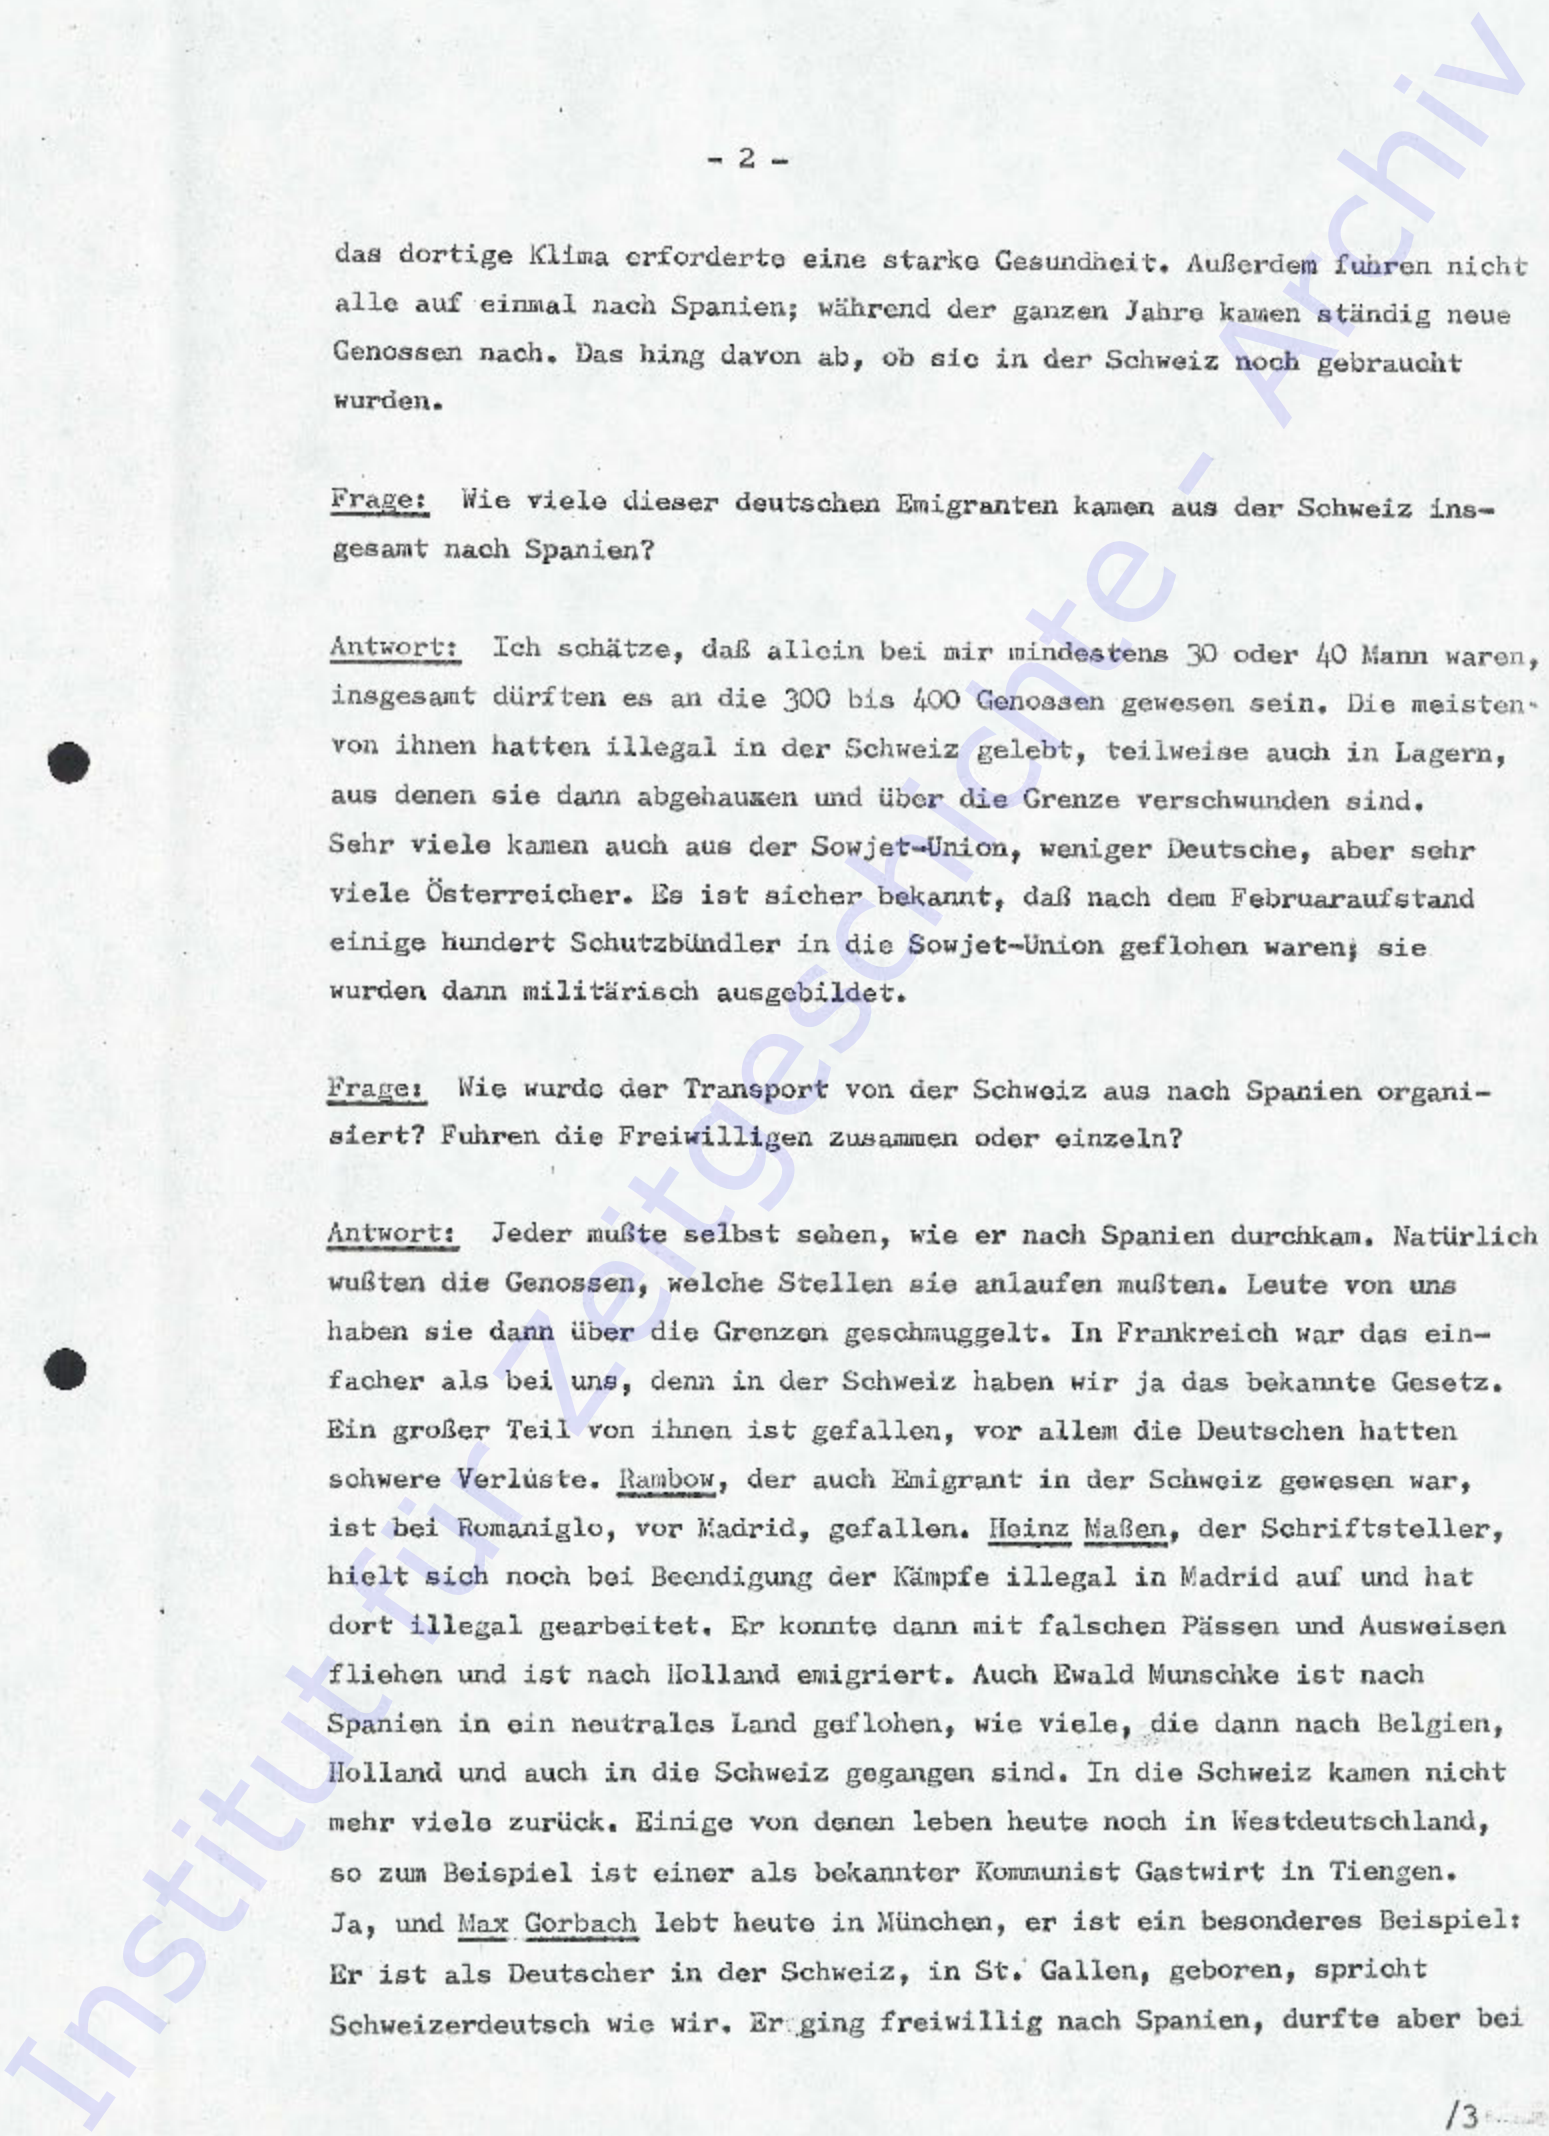 - 2 -
das dortige Klima erforderte eine starke Gesundheit. Außerdem fuhren nicht
alle auf einmal nach Spanien; während der ganzen Jahre kamen ständig neue
Genossen nach. Das hing davon ab, ob sie in der Schweiz noch gebraucht
wurden.
Frage: Wie viele dieser deutschen Emigranten kamen aus der Schweiz ins-
gesamt nach Spanien?
Antwort: Ich schätze, daß allein bei mir mindestens 30 oder 40 Mann waren,
insgesamt dürften es an die 300 bis 400 Genossen gewesen sein. Die meisten
von ihnen hatten illegal in der Schweiz gelebt, teilweise auch in Lagern,
aus denen sie dann abgehauen und über die Grenze verschwunden sind.
Sehr viele kamen auch aus der Sowjet-Union, weniger Deutsche, aber sehr
viele Österreicher. Es ist sicher bekannt, daß nach dem Februaraufstand
einige hundert Schutzbündler in die Sowjet-Union geflohen waren; sie
wurden dann militärisch ausgebildet.
Frage: Wie wurde der Transport von der Schweiz aus nach Spanien organi-
siert? Fuhren die Freiwilligen zusammen oder einzeln?
Antwort: Jeder mußte selbst sehen, wie er nach Spanien durchkam. Natürlich
wußten die Genossen, welche Stellen sie anlaufen mußten. Leute von uns
haben sie dann über die Grenzen geschmuggelt. In Frankreich war das ein-
facher als bei uns, denn in der Schweiz haben wir ja das bekannte Gesetz.
Ein großer Teil von ihnen ist gefallen, vor allem die Deutschen hatten
schwere Verluste. Rambow, der auch Emigrant in der Schweiz gewesen war,
ist bei Romaniglo, vor Madrid, gefallen. Heinz Maßen, der Schriftsteller,
hielt sich noch bei Beendigung der Kämpfe illegal in Madrid auf und hat
dort illegal gearbeitet. Er konnte dann mit falschen Pässen und Ausweisen
fliehen und ist nach Holland emigriert. Auch Ewald Munschke ist nach
Spanien in ein neutrales Land geflohen, wie viele, die dann nach Belgien,
Holland und auch in die Schweiz gegangen sind. In die Schweiz kamen nicht
mehr viele zurück. Einige von denen leben heute noch in Westdeutschland,
so zum Beispiel ist einer als bekannter Kommunist Gastwirt in Tiengen.
Ja, und Max Gorbach lebt heute in München, er ist ein besonderes Beispiel:
Er ist als Deutscher in der Schweiz, in St. Gallen, geboren, spricht
Schweizerdeutsch wie wir. Er ging freiwillig nach Spanien, durfte aber bei
/3
Institut für Zeitgeschichte - Archiv